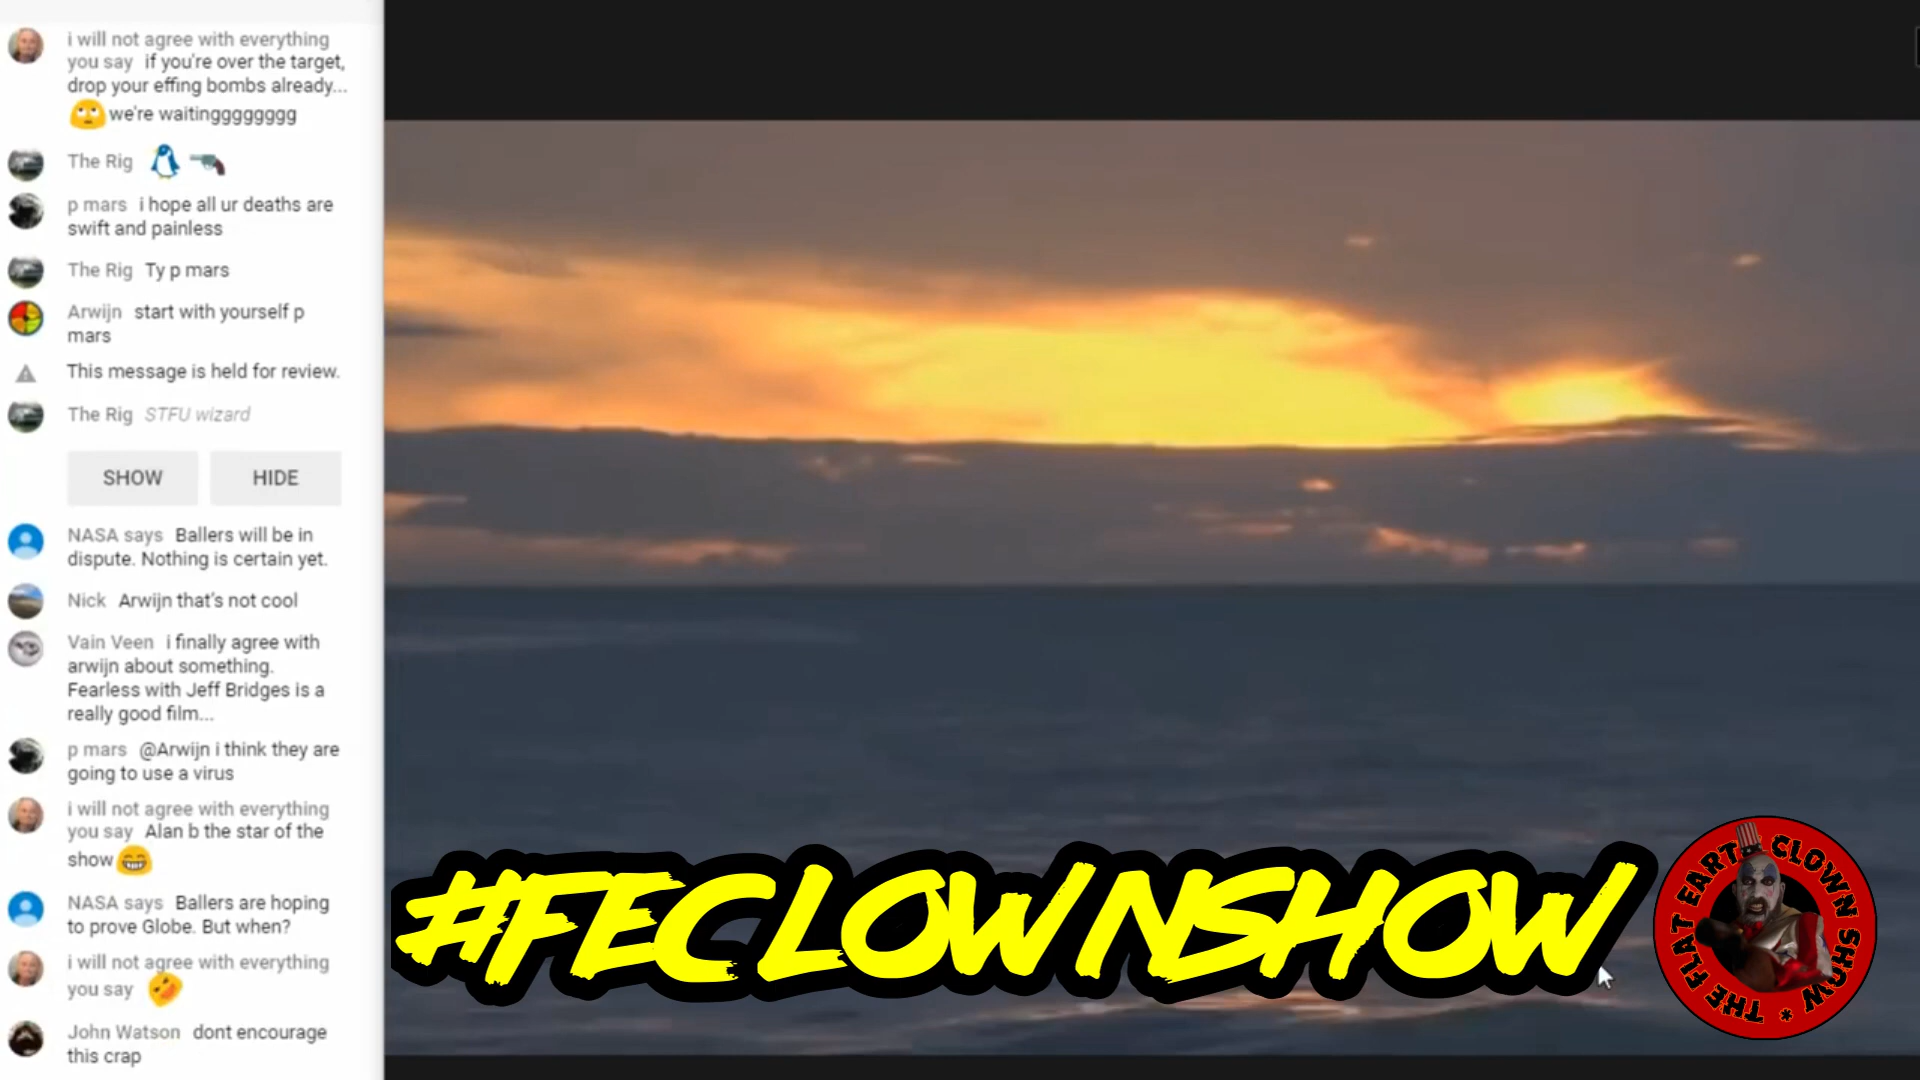 i will not agree with everything
you say if you're over the target,
drop your effing bombs already...
we're waitingggggggg
The Rig
p mars i hope all ur deaths are
swift and painless
The Rig Ty p mars
Arwijn start with yourself p
mars
This message is held for review.
The Rig STFU wizard
SHOW HIDE
NASA says Ballers will be in
dispute. Nothing is certain yet.
Nick Arwijn that's not cool
Vain Veen i finally agree with
arwijn about something.
Fearless with Jeff Bridges is a
really good film...
p mars @Arwijn i think they are
going to use a virus
i will not agree with everything
you say Alan b the star of the
show
NASA says Ballers are hoping
to prove Globe. But when?
i will not agree with everything
you say
John Watson dont encourage
this crap
#FECLOWNSHOW
THE FLAT EARTH CLOWN SHOW *